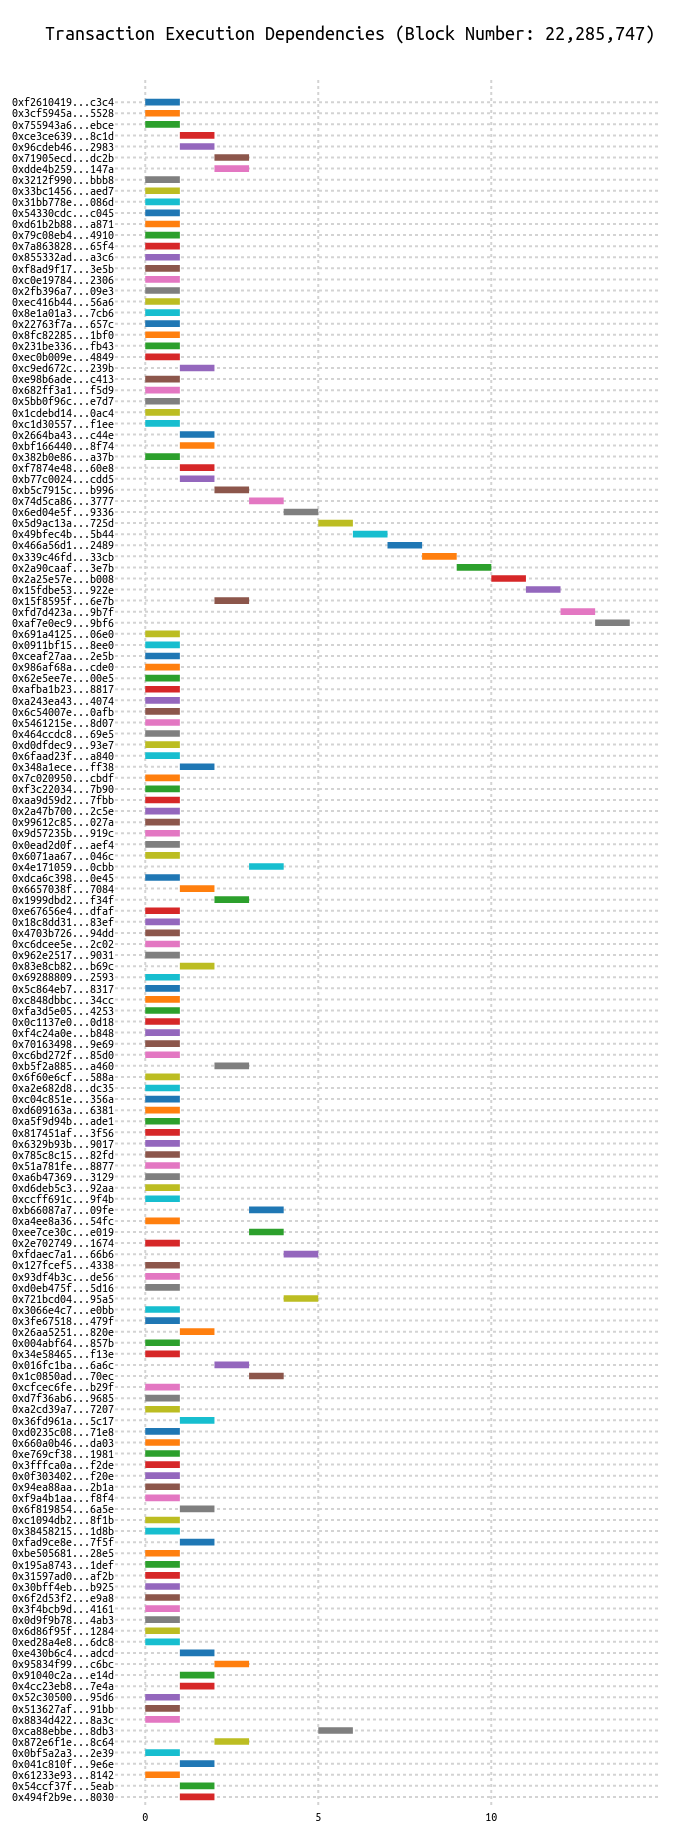 Transaction Execution Dependencies (Block Number: 22,285,747)
0xf2610419...c3c4
0x3cf5945a...5528
0x755943a6...ebce
0xce3ce639...8c1d
0x96cdeb46...2983
0x71905ecd...dc2b
0xdde4b259...147a
0x3212f990...bbb8
0x33bc1456...aed7
0x31bb778e...086d
0x54330cdc...c045
0xd61b2b88...a871
0x79c08eb4...4910
0x7a863828...65f4
0x855332ad...a3c6
0xf8ad9f17...3e5b
0xc0e19784...2306
0x2fb396a7...09e3
0xec416b44...56a6
0x8e1a01a3...7cb6
0x22763f7a...657c
0x8fc82285...1bf0
0x231be336...fb43
0xec0b009e...4849
0xc9ed672c...239b
0xe98b6ade...c413
0x682ff3a1...f5d9
0x5bb0f96c...e7d7
0x1cdebd14...0ac4
0xc1d30557...f1ee
0x2664ba43...c44e
0xbf166440...8f74
0x382b0e86...a37b
0xf7874e48...60e8
0xb77c0024...cdd5
0xb5c7915c...b996
0x74d5ca86...3777
0x6ed04e5f...9336
0x5d9ac13a...725d
0x49bfec4b...5b44
0x466a56d1...2489
0x339c46fd...33cb
0x2a90caaf...3e7b
0x2a25e57e...b008
0x15fdbe53...922e
0x15f8595f...6e7b
0xfd7d423a...9b7f
0xaf7e0ec9...9bf6
0x691a4125...06e0
0x0911bf15...8ee0
0xceaf27aa...2e5b
0x986af68a...cde0
0x62e5ee7e...00e5
0xafba1b23...8817
0xa243ea43...4074
0x6c54007e...0afb
0x5461215e...8d07
0x464ccdc8...69e5
0xd0dfdec9...93e7
0x6faad23f...a840
0x348a1ece...ff38
0x7c020950...cbdf
0xf3c22034...7b90
0xaa9d59d2...7fbb
0x2a47b700...2c5e
0x99612c85...027a
0x9d57235b...919c
0x0ead2d0f...aef4
0x6071aa67...046c
0x4e171059...0cbb
0xdca6c398...0e45
0x6657038f...7084
0x1999dbd2...f34f
0xe67656e4...dfaf
0x18c8dd31...83ef
0x4703b726...94dd
0xc6dcee5e...2c02
0x962e2517...9031
0x83e8cb82...b69c
0x69288809...2593
0x5c864eb7...8317
0xc848dbbc...34cc
0xfa3d5e05...4253
0x0c1137e0...0d18
0xf4c24a0e...b848
0x70163498...9e69
0xc6bd272f...85d0
0xb5f2a885...a460
0x6f60e6cf...588a
0xa2e682d8...dc35
0xc04c851e...356a
0xd609163a...6381
0xa5f9d94b...ade1
0x817451af...3f56
0x6329b93b...9017
0x785c8c15...82fd
0x51a781fe...8877
0xa6b47369...3129
0xd6deb5c3...92aa
0xccff691c...9f4b
0xb66087a7...09fe
0xa4ee8a36...54fc
0xee7ce30c...e019
0x2e702749...1674
0xfdaec7a1...66b6
0x127fcef5...4338
0x93df4b3c...de56
0xd0eb475f...5d16
0x721bcd04...95a5
0x3066e4c7...e0bb
0x3fe67518...479f
0x26aa5251...820e
0x004abf64...857b
0x34e58465...f13e
0x016fc1ba...6a6c
0x1c0850ad...70ec
0xcfcec6fe...b29f
0xd7f36ab6...9685
0xa2cd39a7...7207
0x36fd961a...5c17
0xd0235c08...71e8
0x660a0b46...da03
0xe769cf38...1981
0x3fffca0a...f2de
0x0f303402...f20e
0x94ea88aa...2b1a
0xf9a4b1aa...f8f4
0x6f819854...6a5e
0xc1094db2...8f1b
0x38458215...1d8b
0xfad9ce8e...7f5f
0xbe505681...28e5
0x195a8743...1def
0x31597ad0...af2b
0x30bff4eb...b925
0x6f2d53f2...e9a8
0x3f4bcb9d...4161
0x0d9f9b78...4ab3
0x6d86f95f...1284
0xed28a4e8...6dc8
0xe430b6c4...adcd
0x95834f99...c6bc
0x91040c2a...e14d
0x4cc23eb8...7e4a
0x52c30500...95d6
0x513627af...91bb
0x8834d422...8a3c
0xca88ebbe...8db3
0x872e6f1e...8c64
0x0bf5a2a3...2e39
0x041c810f...9e6e
0x61233e93...8142
0x54ccf37f...5eab
0x494f2b9e...8030
0 5 10